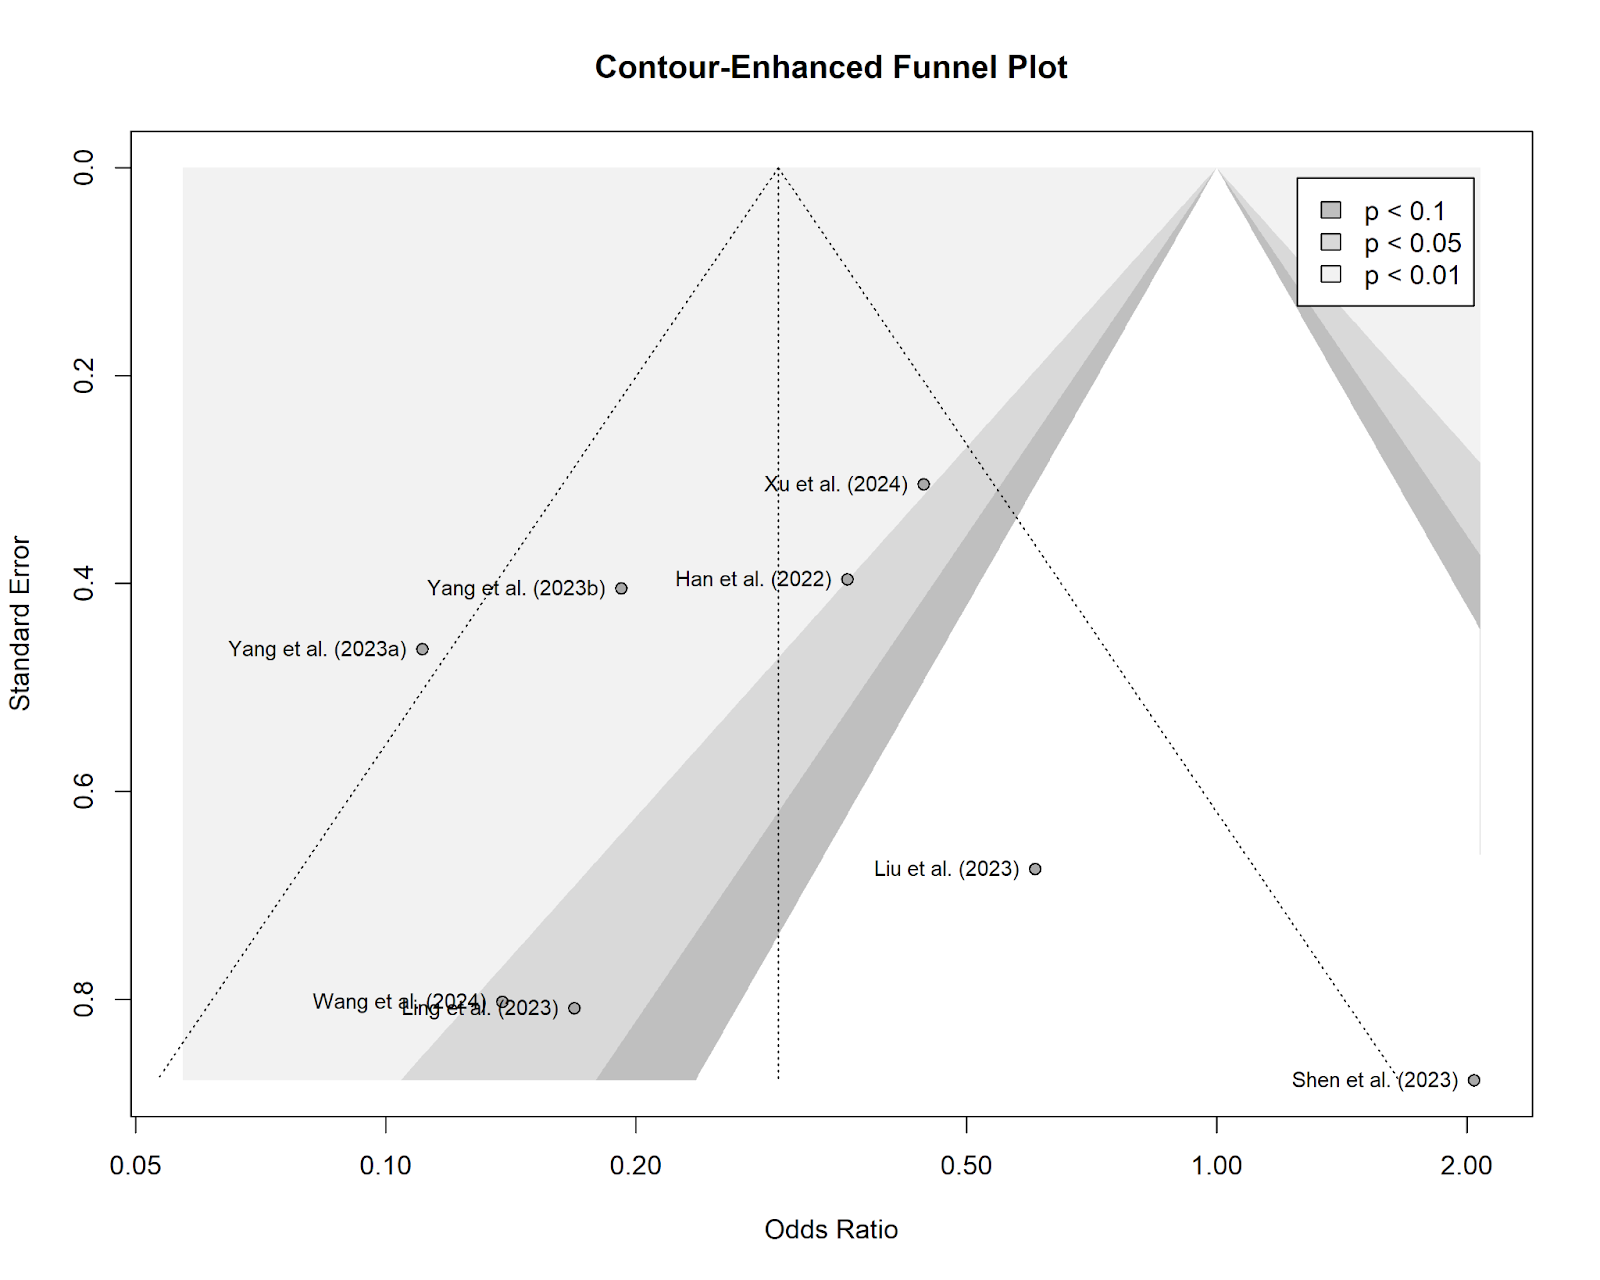 Contour-Enhanced Funnel Plot
p < 0.1
p < 0.05
p < 0.01
Standard Error
0.0
0.2
0.4
0.6
0.8
Xu et al. (2024)
Han et al. (2022)
Yang et al. (2023b)
Yang et al. (2023a)
Liu et al. (2023)
Wang et al. (2024)
Ling et al. (2023)
Shen et al. (2023)
0.05
0.10
0.20
0.50
1.00
2.00
Odds Ratio